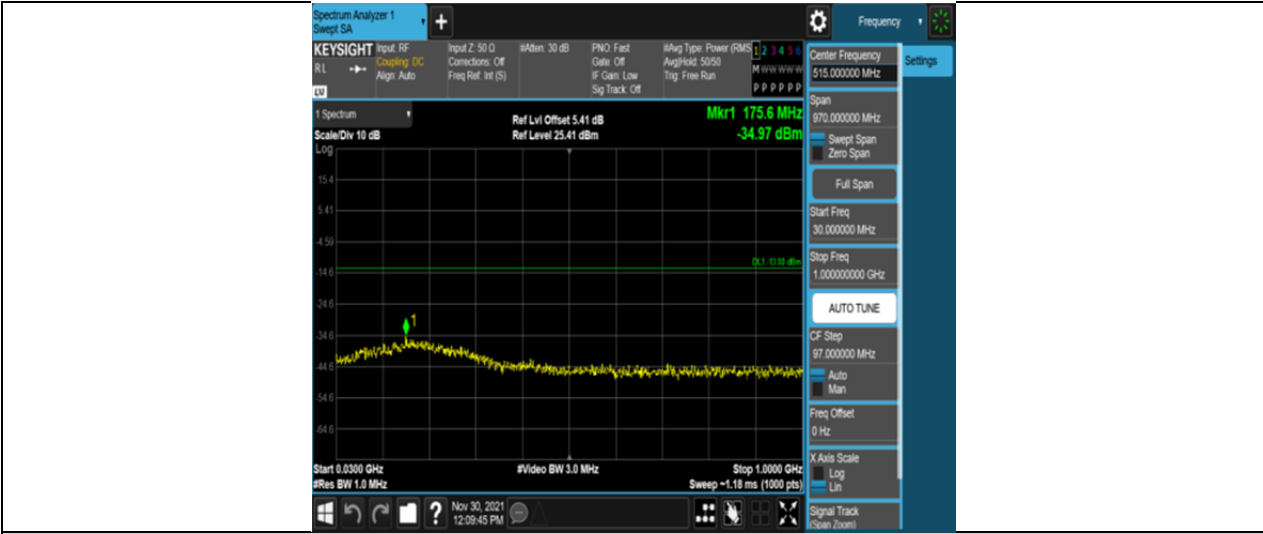 Spectrum Analyzer 1
Swept SA
+
Frequency
KEYSIGHT
RL
LV
Input: RF
Coupling: DC
Align: Auto
Input Z: 50 Ω
Corrections: Off
Freq Ref: Int (S)
#Atten: 30 dB
PNO: Fast
Gate: Off
IF Gain: Low
Sig Track: Off
#Avg Type: Power (RMS
Avg|Hold: 50/50
Trig: Free Run
1 2 3 4 5 6
M W W W W W
P P P P P P
1 Spectrum
Scale/Div 10 dB
Ref Lvl Offset 5.41 dB
Ref Level 25.41 dBm
Mkr1 175.6 MHz
-34.97 dBm
Log
15.4
5.41
-4.59
DL1 -13.00 dBm
-14.6
-24.6
1
-34.6
-44.6
-54.6
-64.6
Start 0.0300 GHz
#Res BW 1.0 MHz
#Video BW 3.0 MHz
Stop 1.0000 GHz
Sweep ~1.18 ms (1000 pts)
?
Nov 30, 2021
12:09:45 PM
Center Frequency
515.000000 MHz
Settings
Span
970.000000 MHz
Swept Span
Zero Span
Full Span
Start Freq
30.000000 MHz
Stop Freq
1.000000000 GHz
AUTO TUNE
CF Step
97.000000 MHz
Auto
Man
Freq Offset
0 Hz
X Axis Scale
Log
Lin
Signal Track
(Span Zoom)